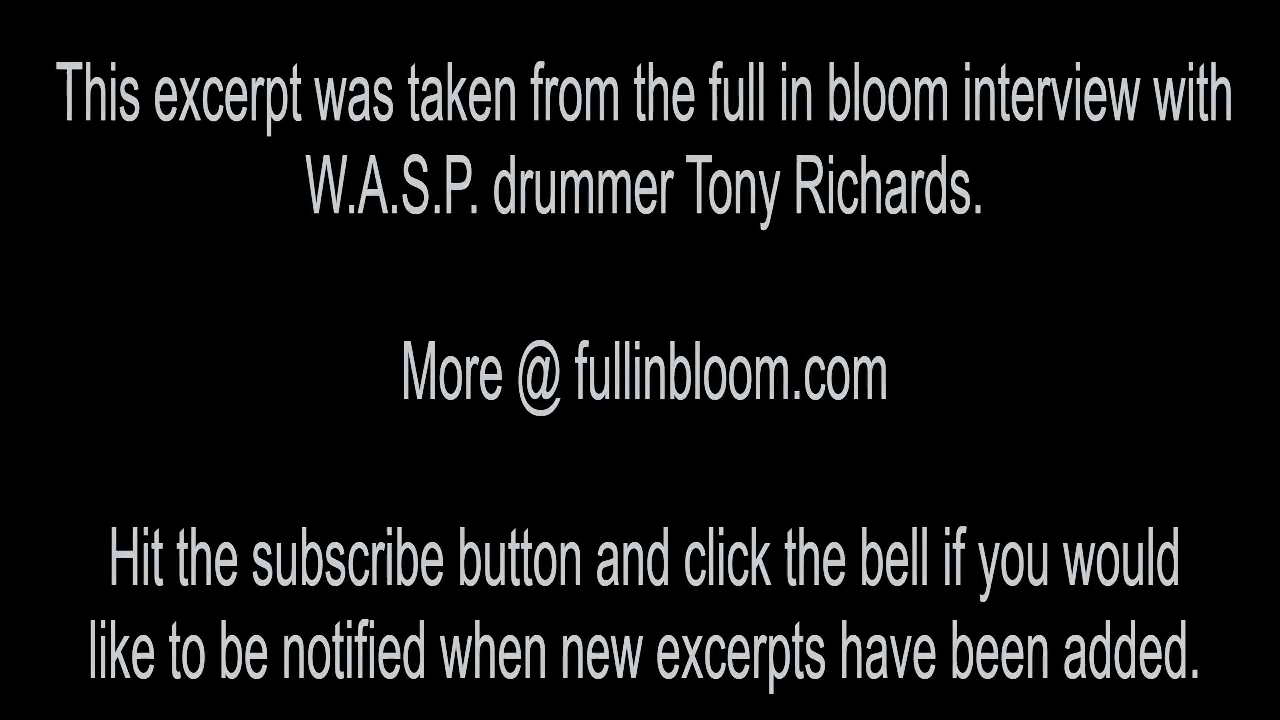 This excerpt was taken from the full in bloom interview with
W.A.S.P. drummer Tony Richards.
More @ fullinbloom.com
Hit the subscribe button and click the bell if you would
like to be notified when new excerpts have been added.